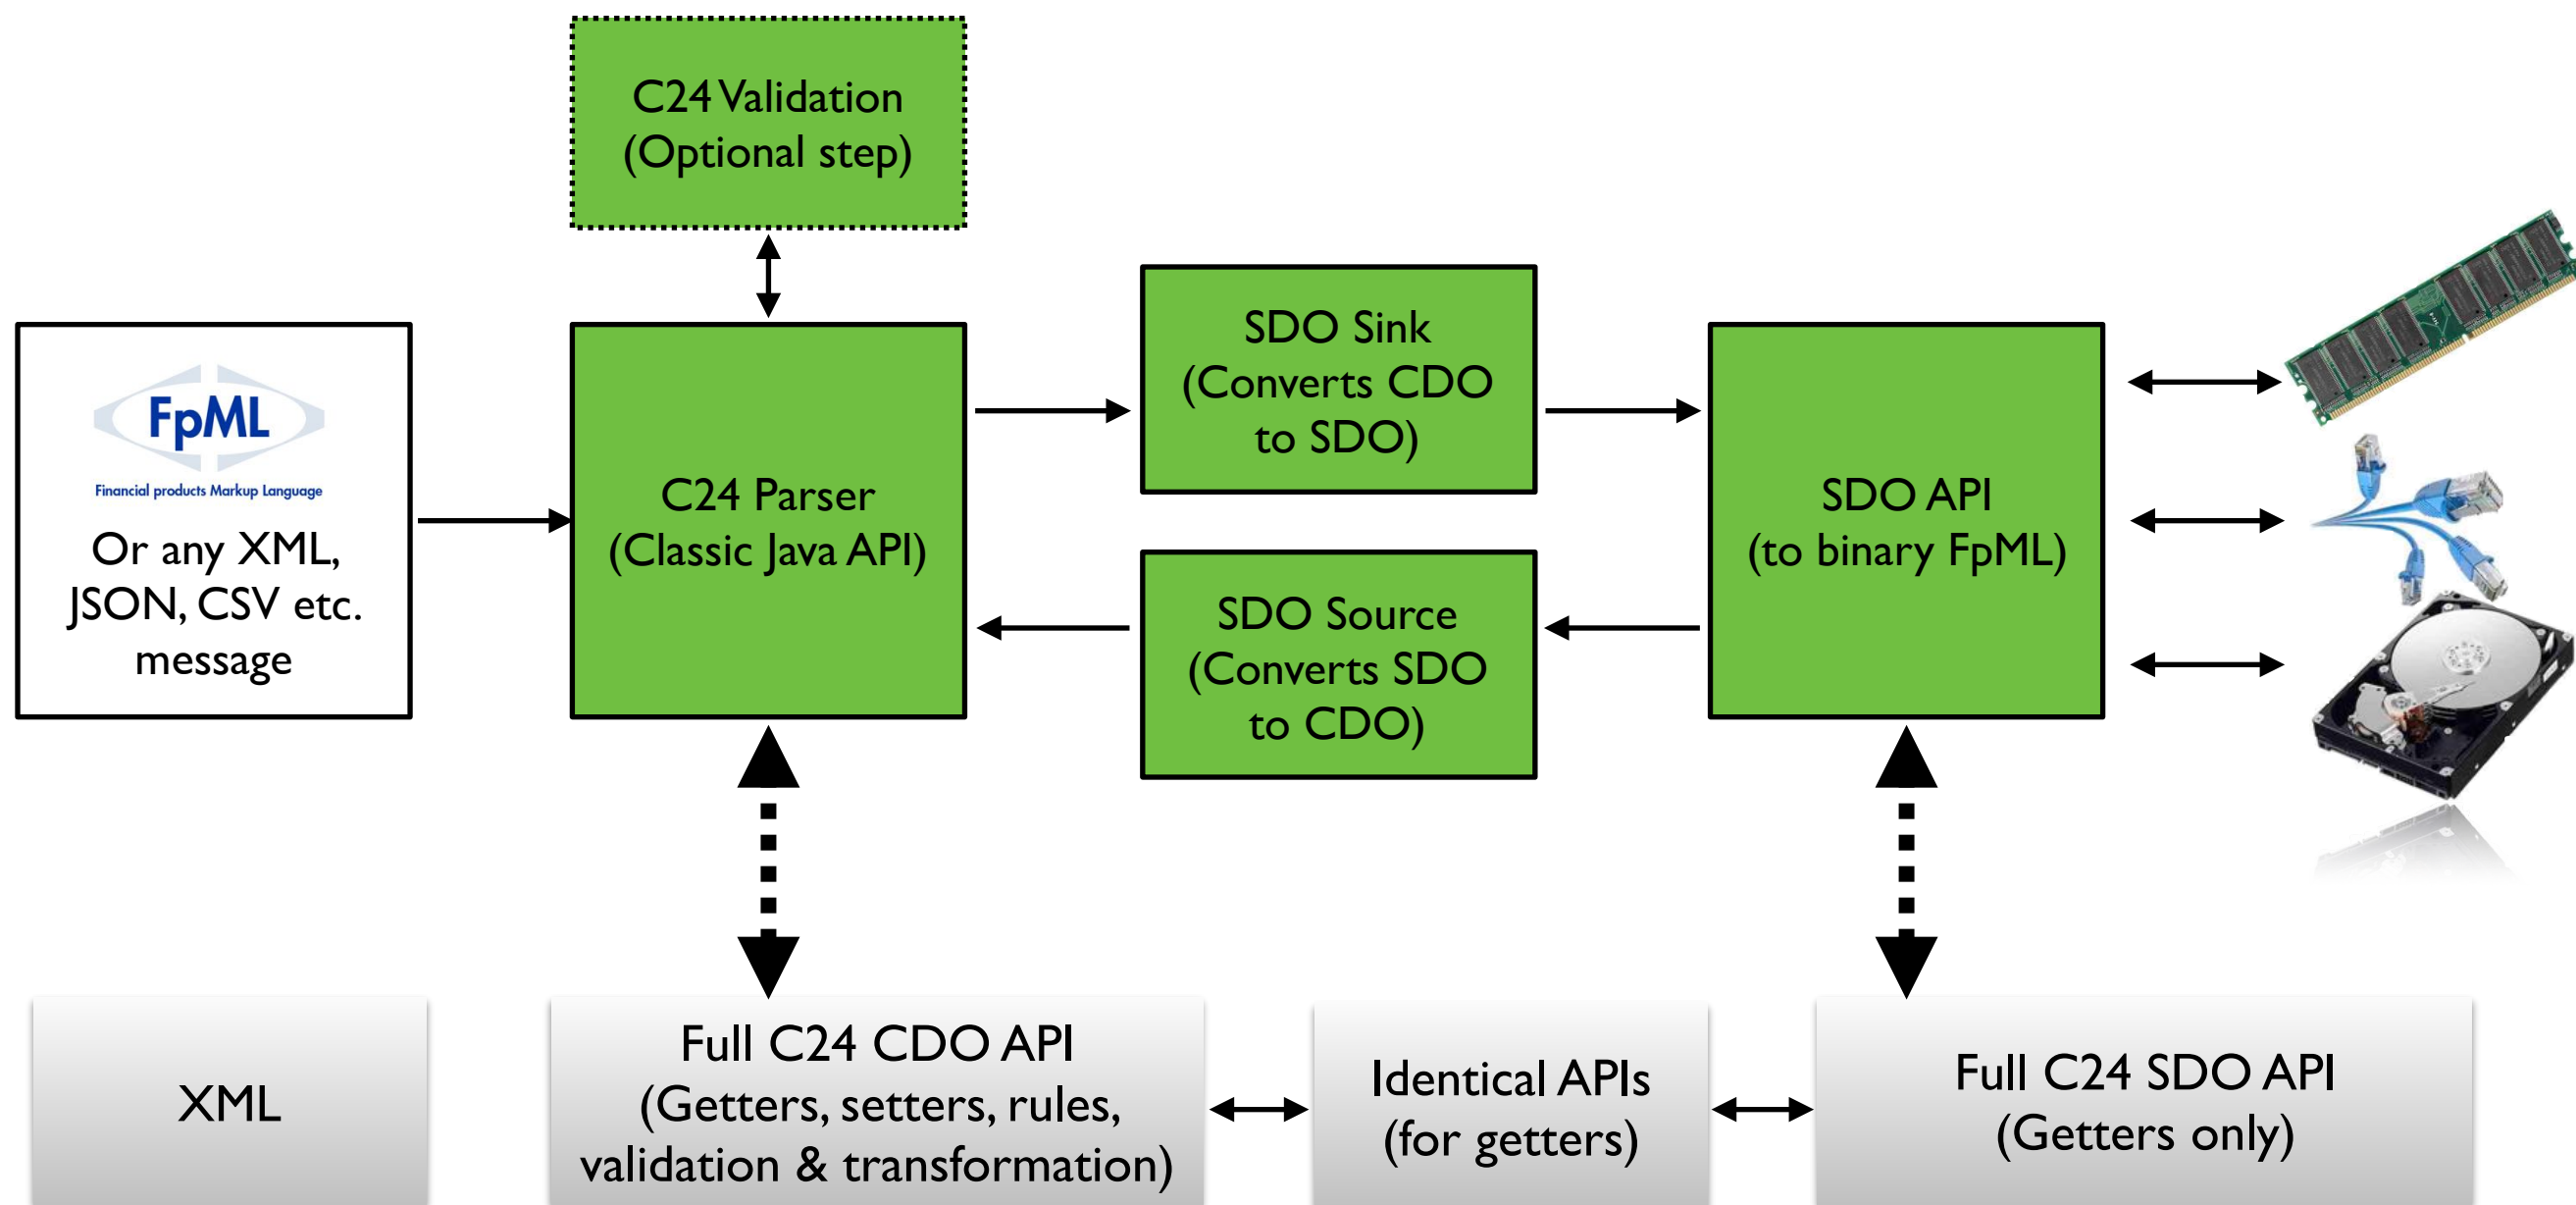 C24 Validation
(Optional step)
FpML
Financial products Markup Language
Or any XML,
JSON, CSV etc.
message
C24 Parser
(Classic Java API)
SDO Sink
(Converts CDO
to SDO)
SDO Source
(Converts SDO
to CDO)
SDO API
(to binary FpML)
XML
Full C24 CDO API
(Getters, setters, rules,
validation & transformation)
Identical APIs
(for getters)
Full C24 SDO API
(Getters only)